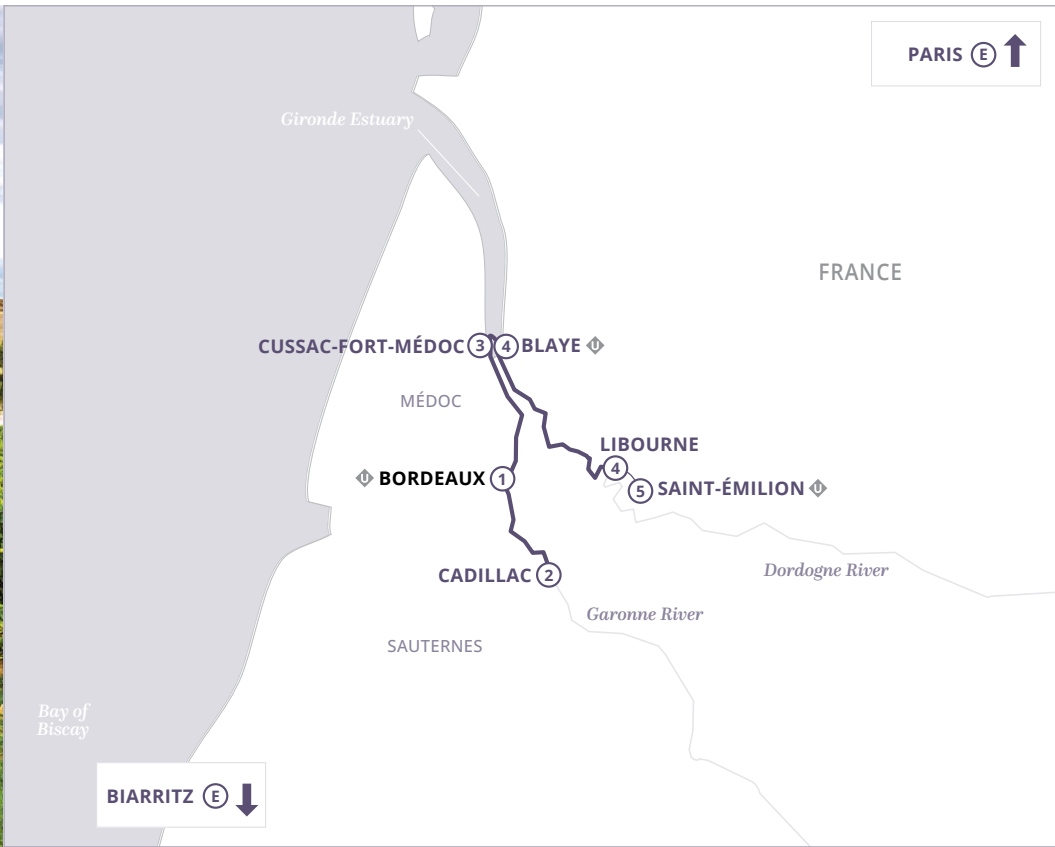 PARIS E
Gironde Estuary
FRANCE
CUSSAC-FORT-MÉDOC 3 4 BLAYE U
MÉDOC
LIBOURNE
4
U BORDEAUX 1
5 SAINT-ÉMILION U
Dordogne River
CADILLAC 2
Garonne River
SAUTERNES
Bay of
Biscay
BIARRITZ E